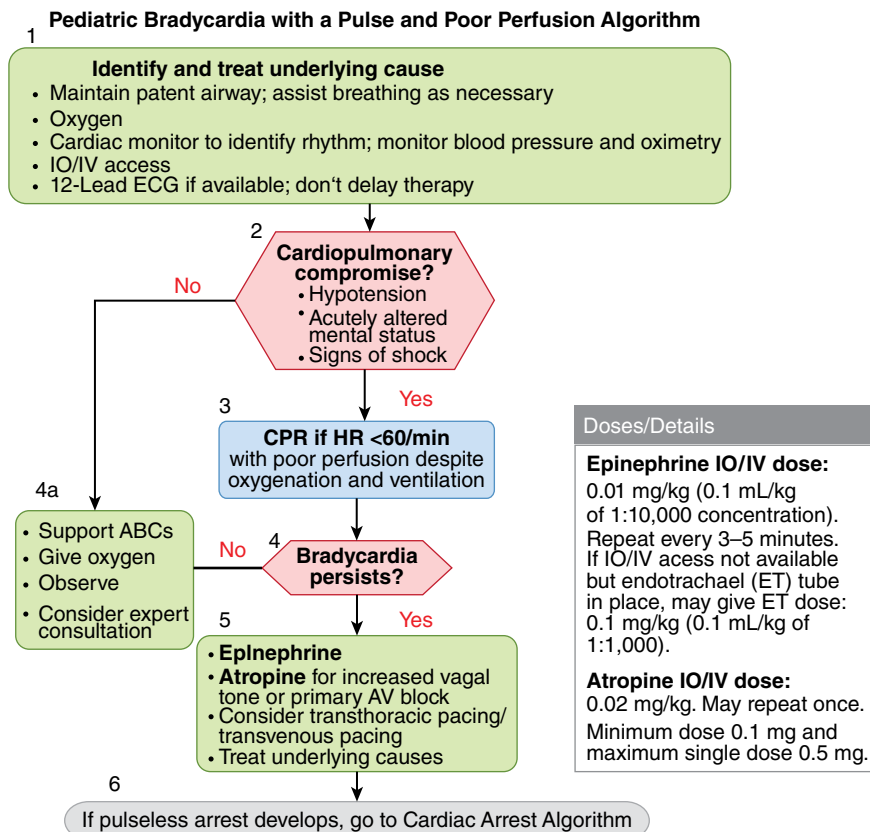 Pediatric Bradycardia with a Pulse and Poor Perfusion Algorithm
1
Identify and treat underlying cause
• Maintain patent airway; assist breathing as necessary
• Oxygen
• Cardiac monitor to identify rhythm; monitor blood pressure and oximetry
• IO/IV access
• 12-Lead ECG if available; don't delay therapy
2
Cardiopulmonary
compromise?
• Hypotension
• Acutely altered
mental status
• Signs of shock
No
Yes
3
CPR if HR <60/min
with poor perfusion despite
oxygenation and ventilation
4a
• Support ABCs
• Give oxygen
• Observe
• Consider expert
consultation
No
4
Bradycardia
persists?
Yes
5
• EpInephrine
• Atropine for increased vagal
tone or primary AV block
• Consider transthoracic pacing/
transvenous pacing
• Treat underlying causes
6
If pulseless arrest develops, go to Cardiac Arrest Algorithm
Doses/Details
Epinephrine IO/IV dose:
0.01 mg/kg (0.1 mL/kg
of 1:10,000 concentration).
Repeat every 3–5 minutes.
If IO/IV acess not available
but endotrachael (ET) tube
in place, may give ET dose:
0.1 mg/kg (0.1 mL/kg of
1:1,000).
Atropine IO/IV dose:
0.02 mg/kg. May repeat once.
Minimum dose 0.1 mg and
maximum single dose 0.5 mg.